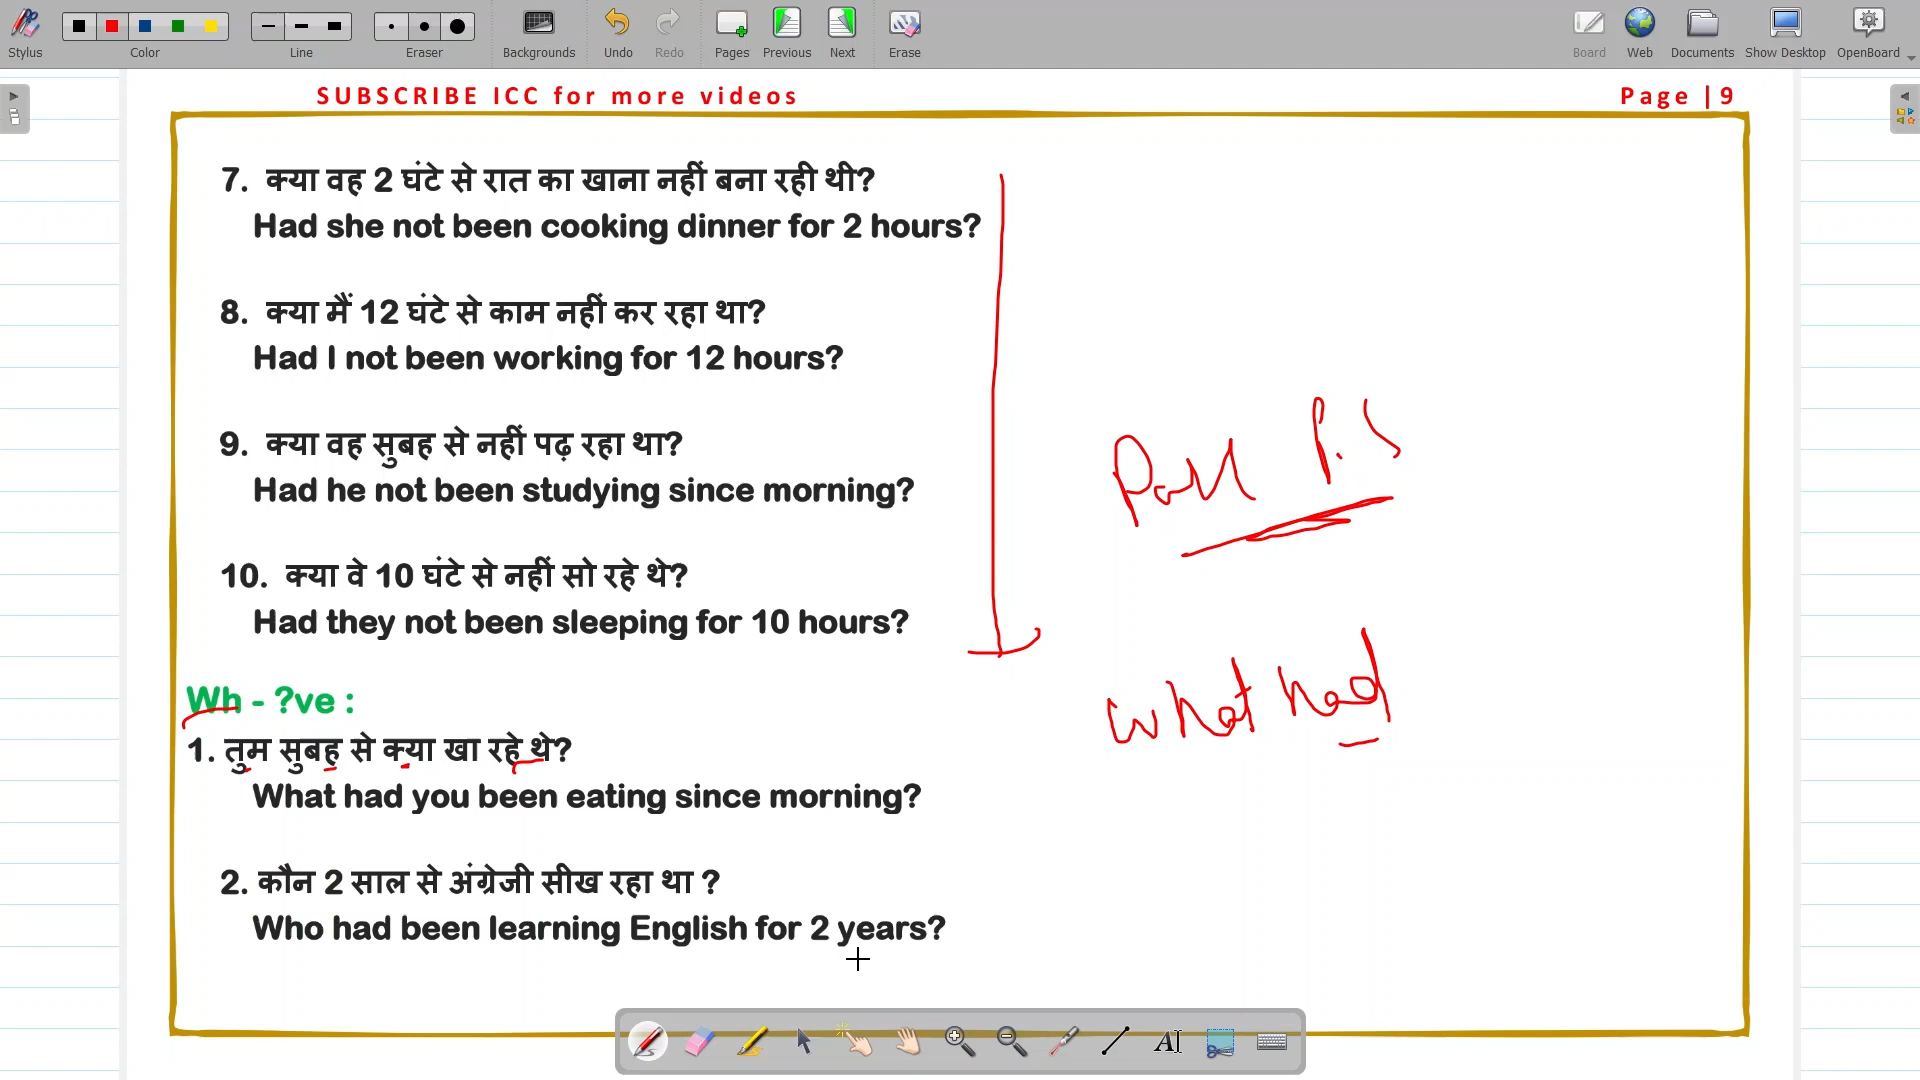 Stylus
Color
Line
Eraser
Backgrounds
Undo
Redo
Pages
Previous
Next
Erase
Board
Web
Documents
Show Desktop
OpenBoard
SUBSCRIBE ICC for more videos
Page | 9
7. क्या वह 2 घंटे से रात का खाना नहीं बना रही थी?
Had she not been cooking dinner for 2 hours?
8. क्या मैं 12 घंटे से काम नहीं कर रहा था?
Had I not been working for 12 hours?
9. क्या वह सुबह से नहीं पढ़ रहा था?
Had he not been studying since morning?
10. क्या वे 10 घंटे से नहीं सो रहे थे?
Had they not been sleeping for 10 hours?
Wh - ?ve :
1. तुम सुबह से क्या खा रहे थे?
What had you been eating since morning?
2. कौन 2 साल से अंग्रेजी सीख रहा था ?
Who had been learning English for 2 years?
What had